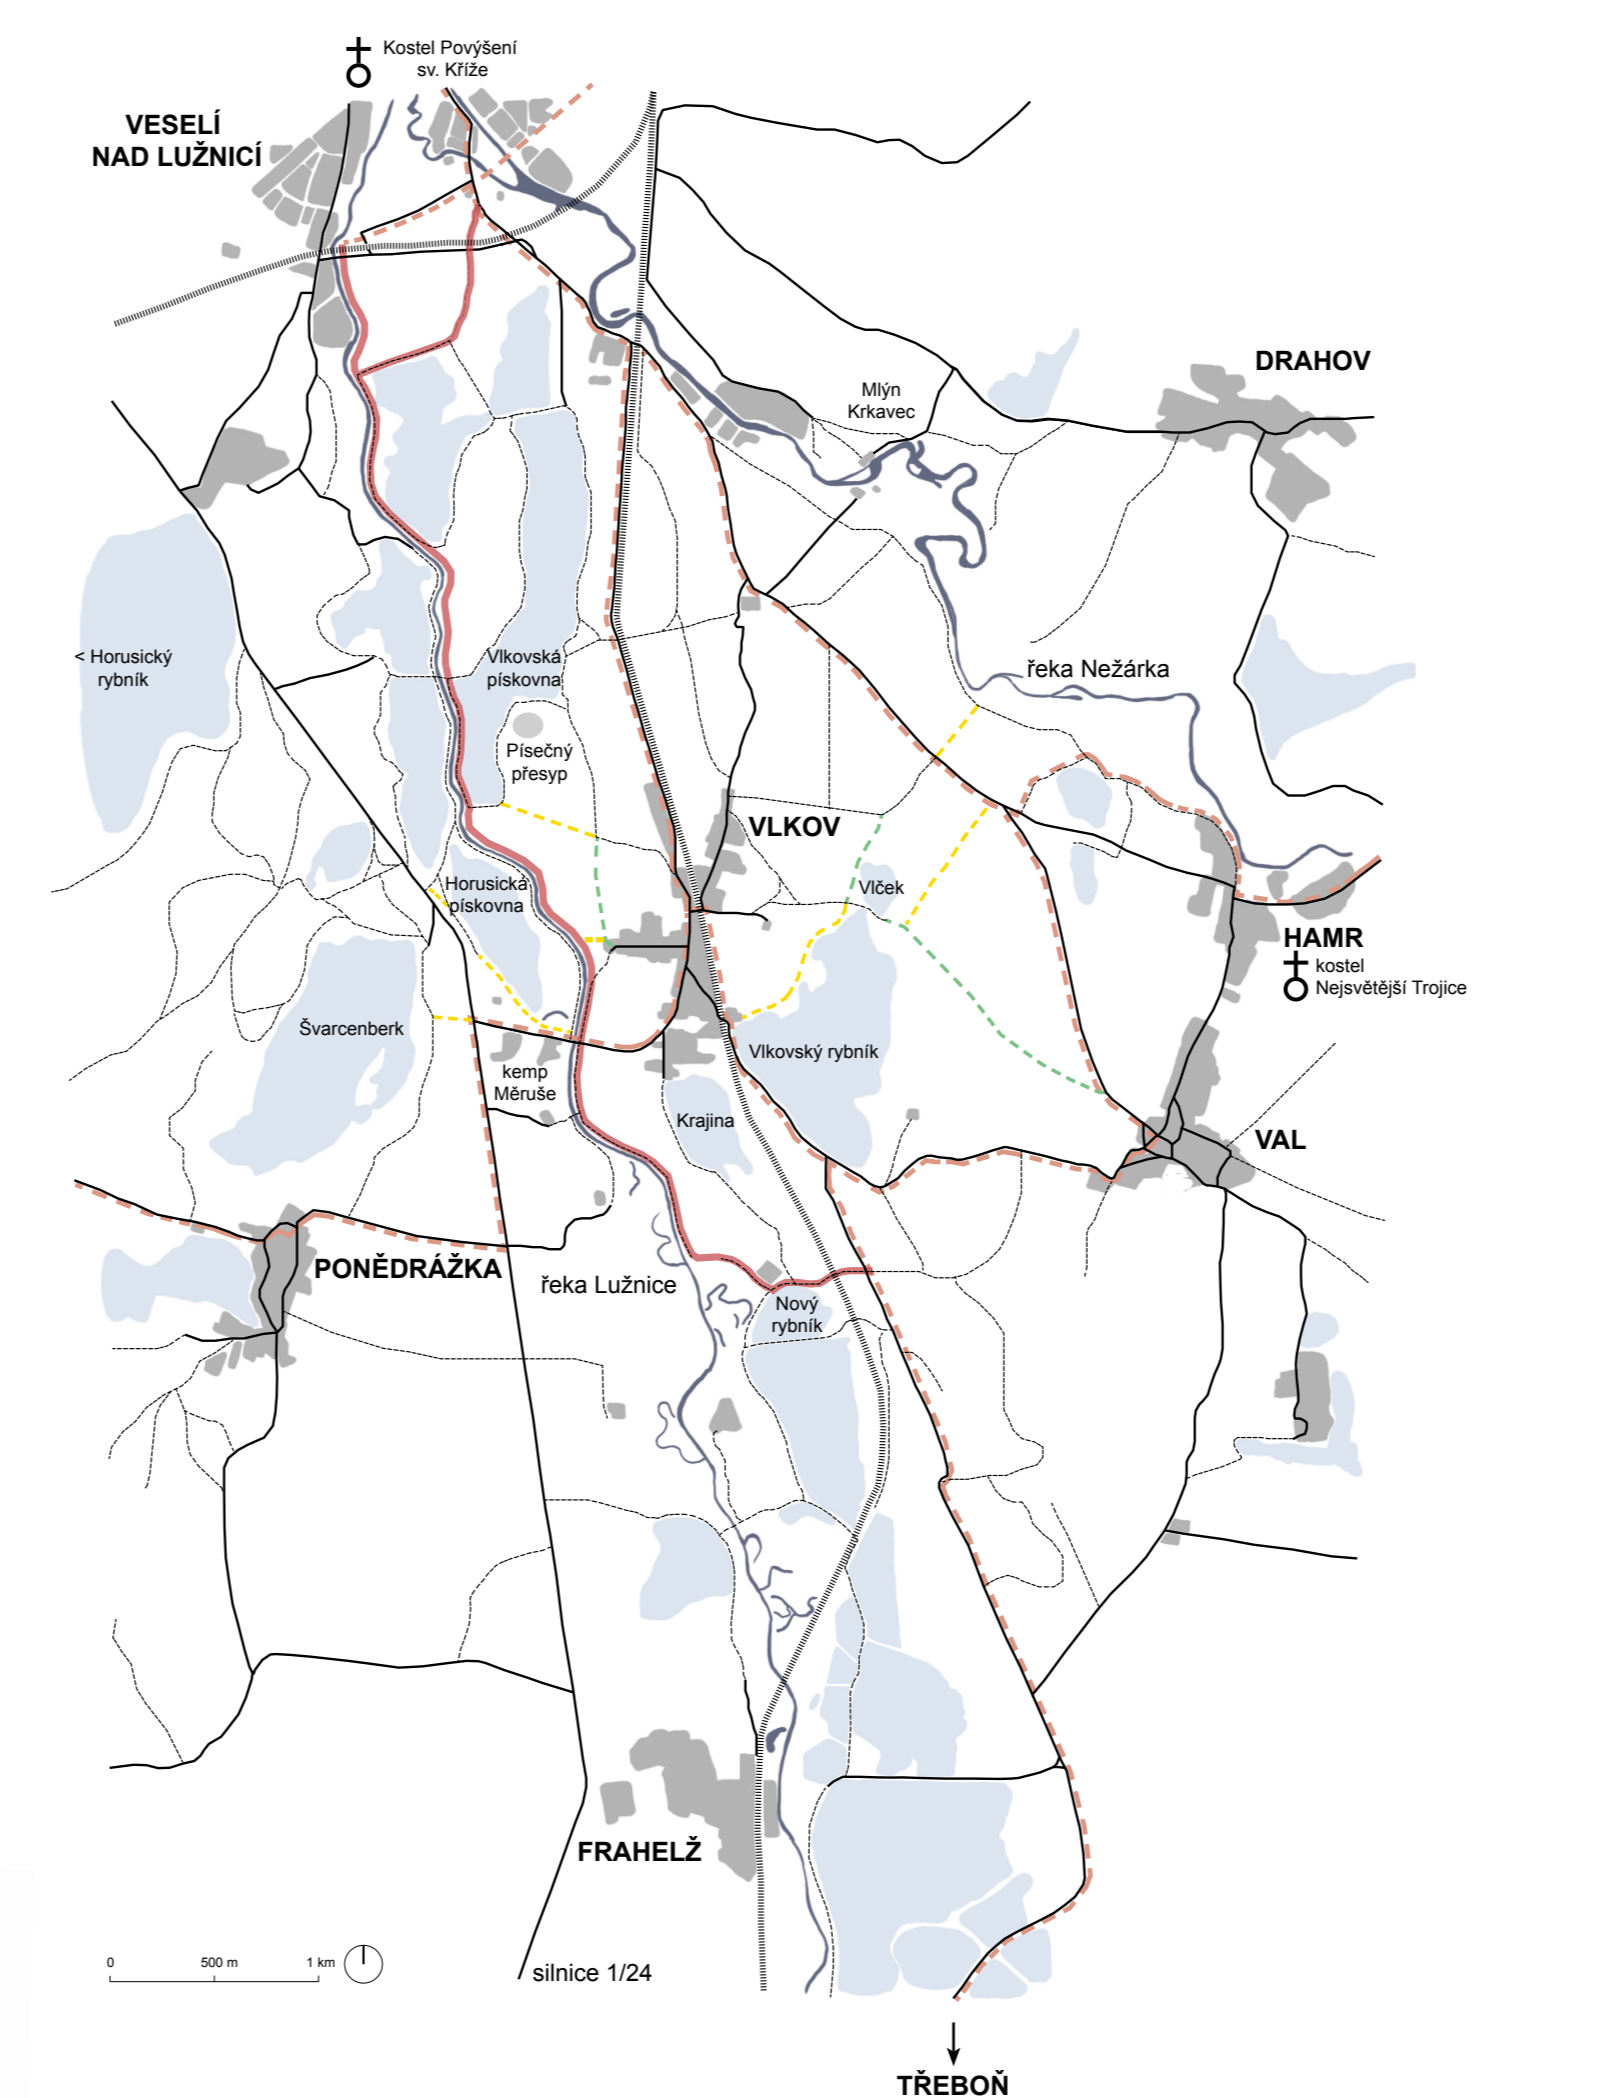 Kostel Povýšení
sv. Kříže
VESELÍ
NAD LUŽNICÍ
DRAHOV
Mlýn
Krkavec
< Horusický
rybník
Vlkovská
pískovna
řeka Nežárka
Písečný
přesyp
VLKOV
Horusická
pískovna
Vlček
HAMR
kostel
Nejsvětější Trojice
Švarcenberk
Vlkovský rybník
kemp
Měruše
Krajina
VAL
PONĚDRÁŽKA
řeka Lužnice
Nový
rybník
FRAHELŽ
0 500 m 1 km
silnice 1/24
TŘEBOŇ